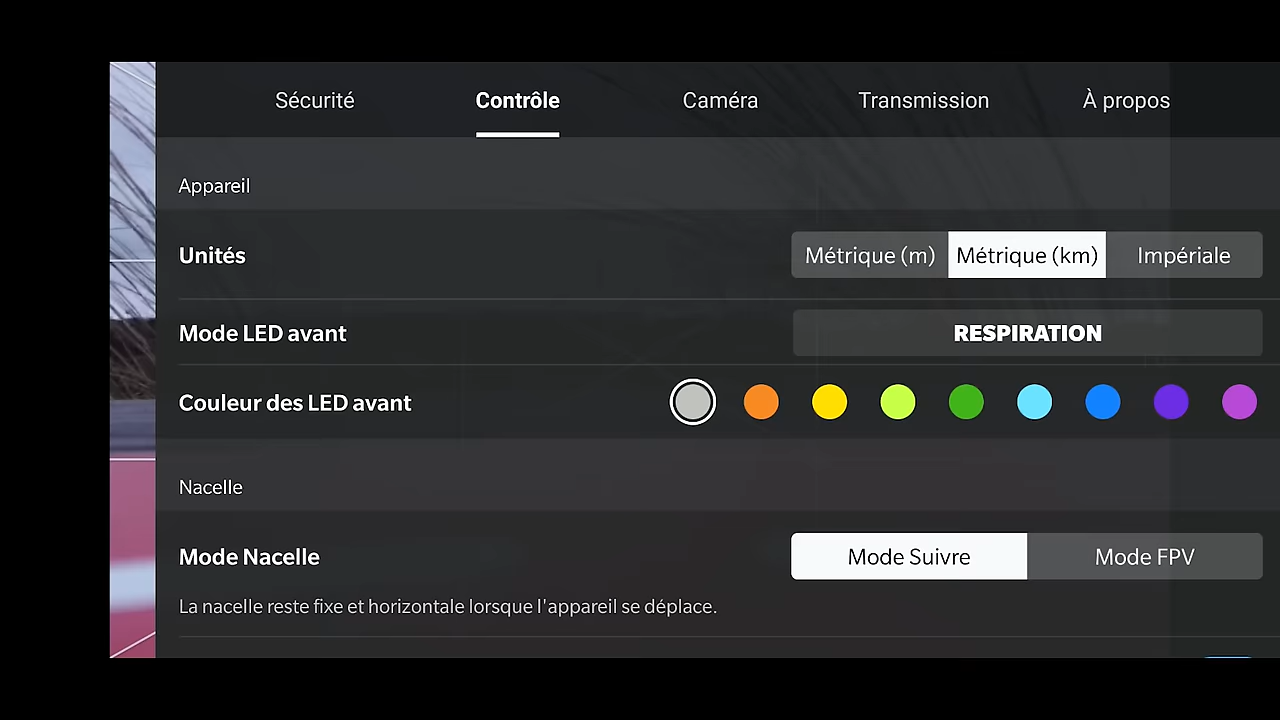 Sécurité Contrôle Caméra Transmission À propos
Appareil
Unités Métrique (m) Métrique (km) Impériale
Mode LED avant RESPIRATION
Couleur des LED avant
Nacelle
Mode Nacelle Mode Suivre Mode FPV
La nacelle reste fixe et horizontale lorsque l'appareil se déplace.